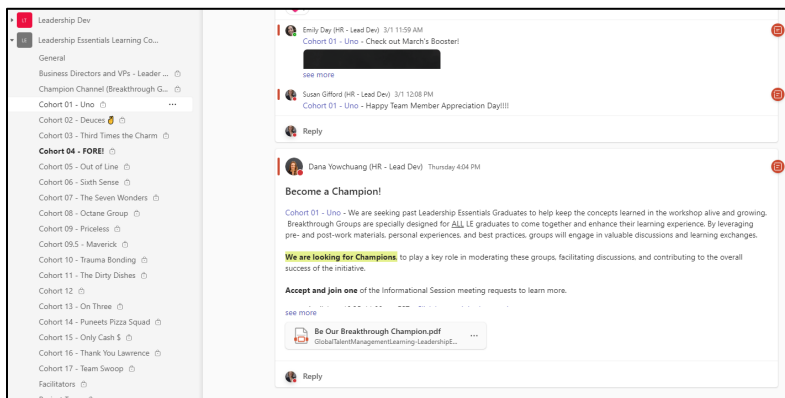 LT Leadership Dev
LE Leadership Essentials Learning Co...
General
Business Directors and VPs - Leader ...
Champion Channel (Breakthrough G...
Cohort 01 - Uno ...
Cohort 02 - Deuces
Cohort 03 - Third Times the Charm
Cohort 04 - FORE!
Cohort 05 - Out of Line
Cohort 06 - Sixth Sense
Cohort 07 - The Seven Wonders
Cohort 08 - Octane Group
Cohort 09 - Priceless
Cohort 09.5 - Maverick
Cohort 10 - Trauma Bonding
Cohort 11 - The Dirty Dishes
Cohort 12
Cohort 13 - On Three
Cohort 14 - Puneets Pizza Squad
Cohort 15 - Only Cash $
Cohort 16 - Thank You Lawrence
Cohort 17 - Team Swoop
Facilitators
Emily Day (HR - Lead Dev) 3/1 11:59 AM
Cohort 01 - Uno - Check out March's Booster!
see more
Susan Gifford (HR - Lead Dev) 3/1 12:08 PM
Cohort 01 - Uno - Happy Team Member Appreciation Day!!!!
Reply
Dana Yowchuang (HR - Lead Dev) Thursday 4:04 PM
Become a Champion!
Cohort 01 - Uno - We are seeking past Leadership Essentials Graduates to help keep the concepts learned in the workshop alive and growing.
Breakthrough Groups are specially designed for ALL LE graduates to come together and enhance their learning experience. By leveraging
pre- and post-work materials, personal experiences, and best practices, groups will engage in valuable discussions and learning exchanges.
We are looking for Champions, to play a key role in moderating these groups, facilitating discussions, and contributing to the overall
success of the initiative.
Accept and join one of the Informational Session meeting requests to learn more.
see more
Be Our Breakthrough Champion.pdf
GlobalTalentManagementLearning-LeadershipE... ...
Reply